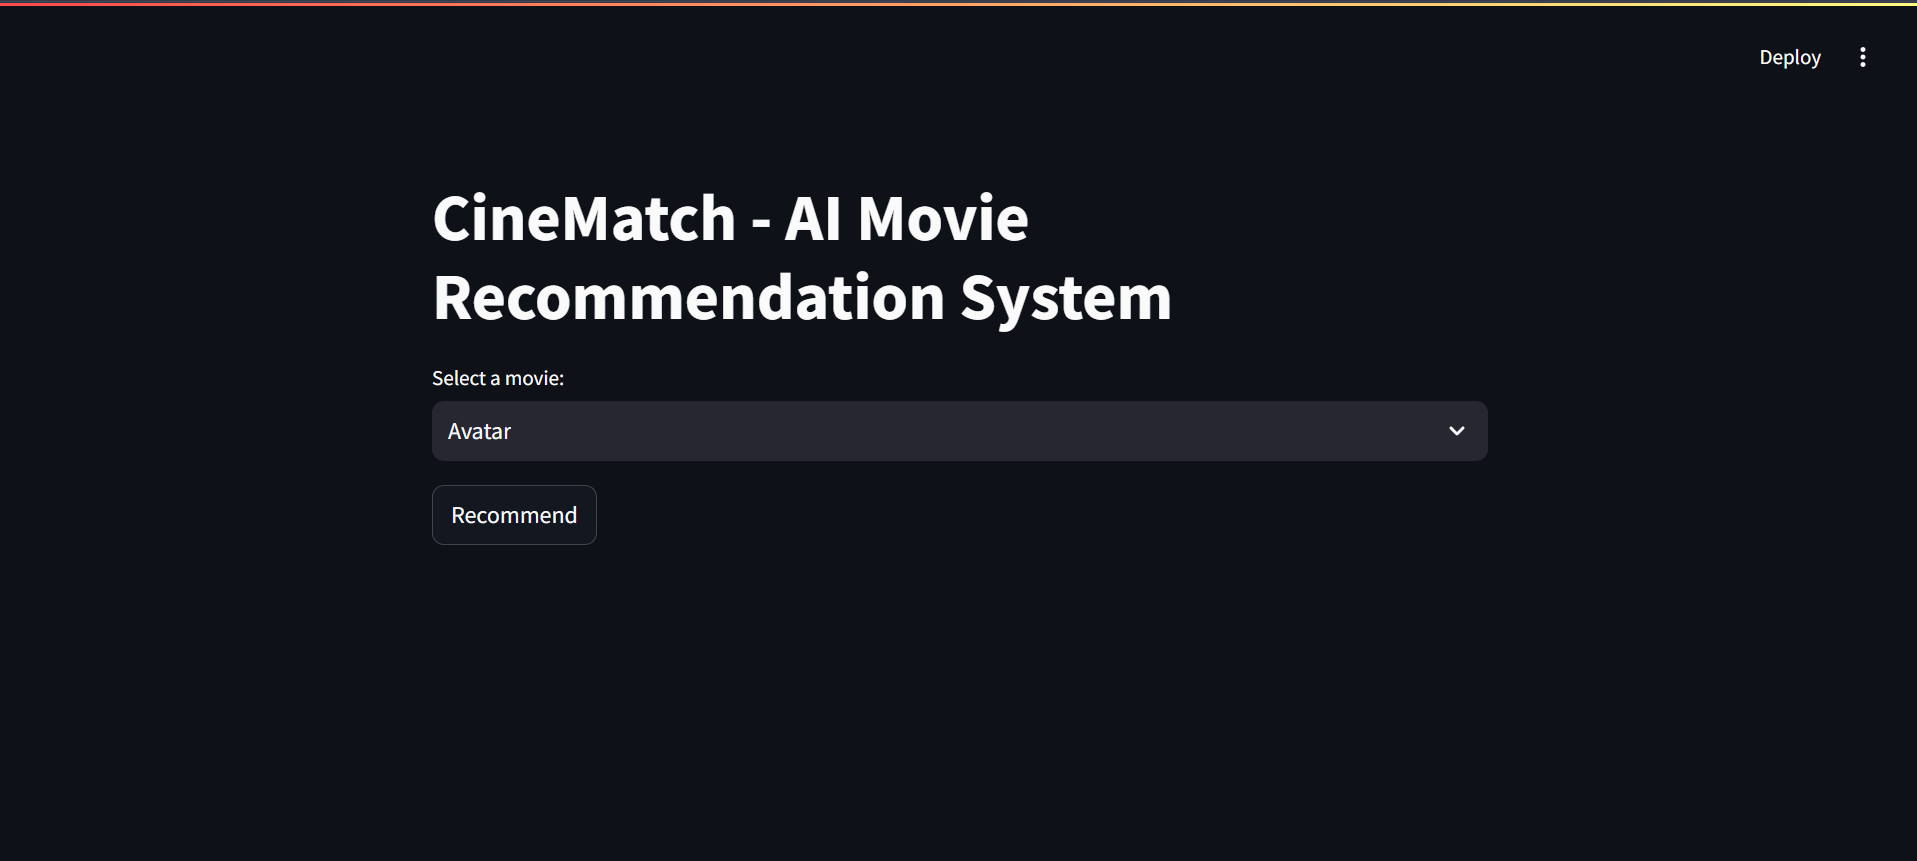 Deploy
CineMatch - AI Movie
Recommendation System
Select a movie:
Avatar
Recommend